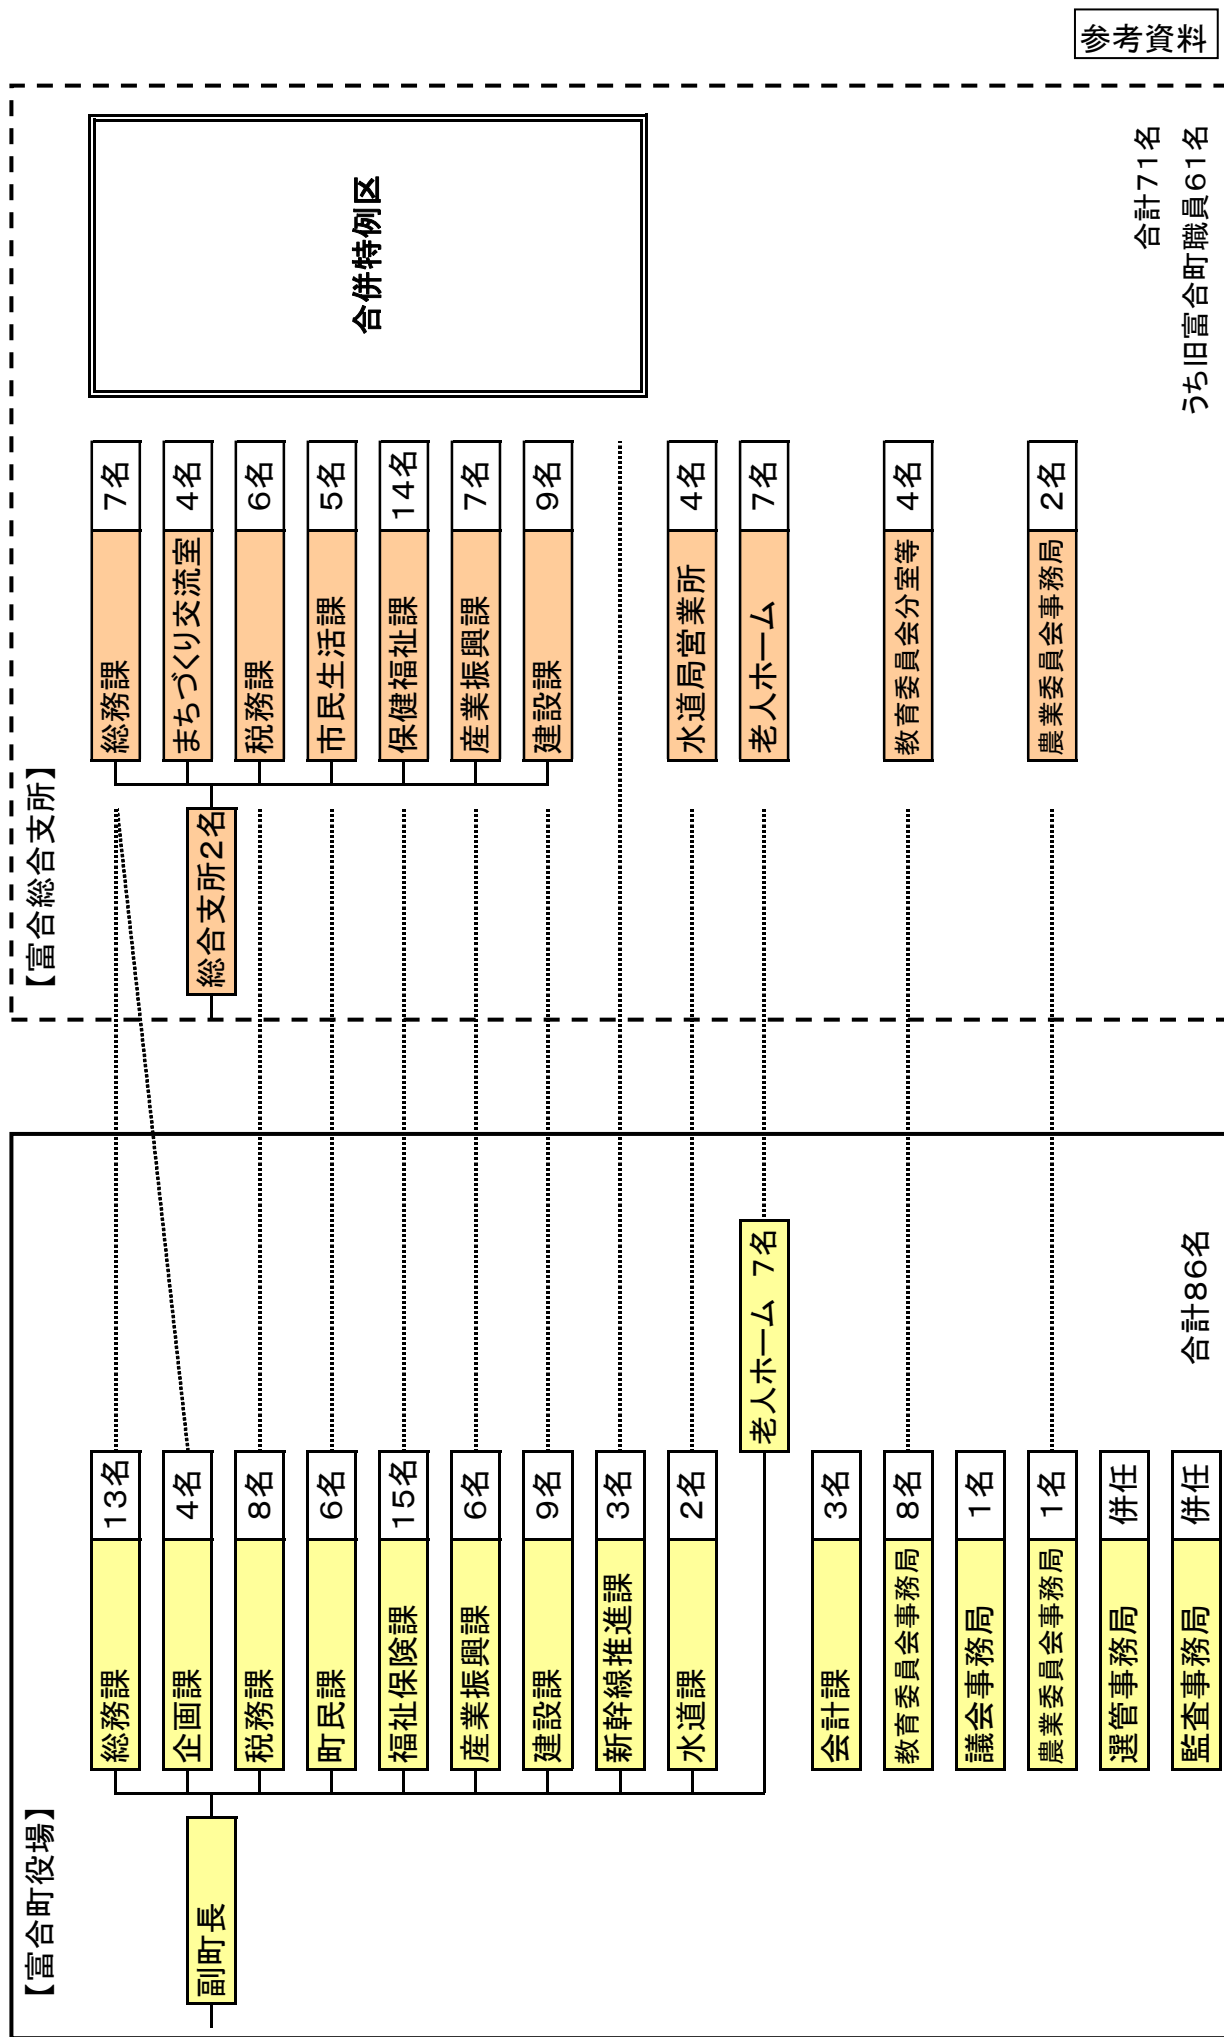 参考資料
【富合町役場】
副町長
総務課 13名
企画課 4名
税務課 8名
町民課 6名
福祉保険課 15名
産業振興課 6名
建設課 9名
新幹線推進課 3名
水道課 2名
老人ホーム 7名
会計課 3名
教育委員会事務局 8名
議会事務局 1名
農業委員会事務局 1名
選管事務局 併任
監査事務局 併任
合計86名
【富合総合支所】
総合支所2名
総務課 7名
まちづくり交流室 4名
税務課 6名
市民生活課 5名
保健福祉課 14名
産業振興課 7名
建設課 9名
水道局営業所 4名
老人ホーム 7名
教育委員会分室等 4名
農業委員会事務局 2名
合併特例区
合計71名
うち旧富合町職員61名